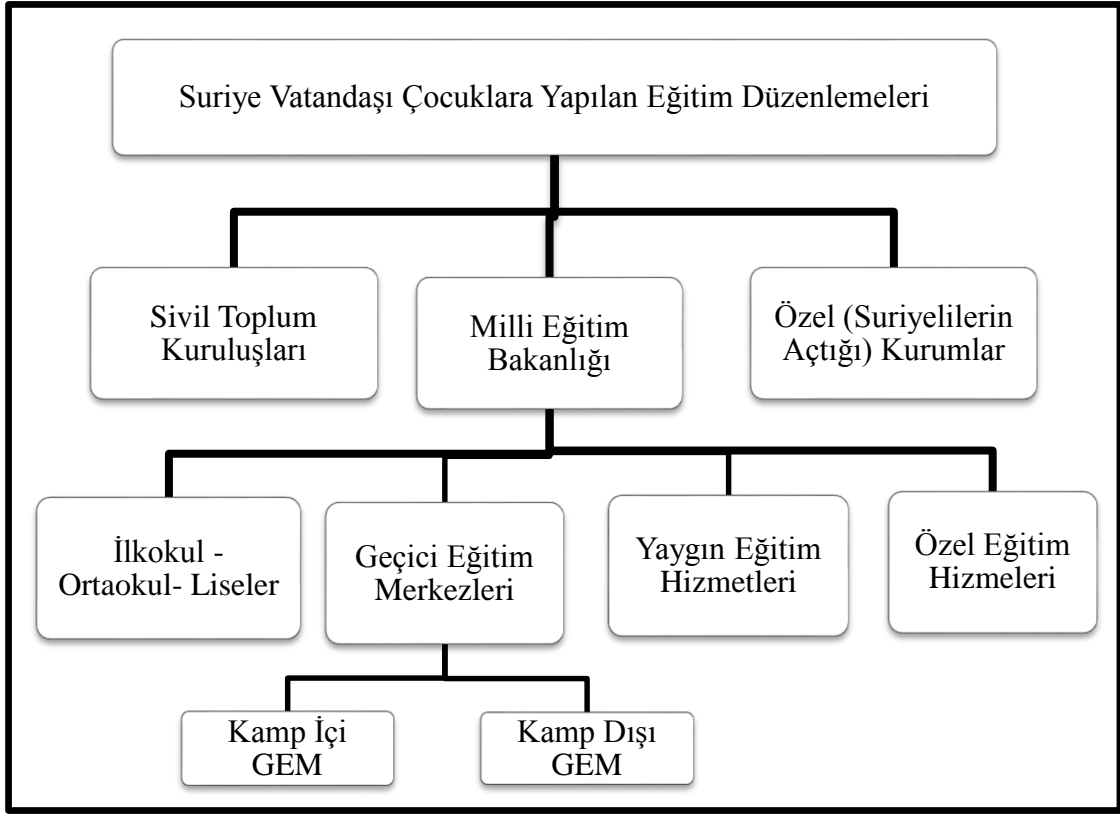 Suriye Vatandaşı Çocuklara Yapılan Eğitim Düzenlemeleri
Sivil Toplum
Kuruluşları
Milli Eğitim
Bakanlığı
Özel (Suriyelilerin
Açtığı) Kurumlar
İlkokul -
Ortaokul- Liseler
Geçici Eğitim
Merkezleri
Yaygın Eğitim
Hizmetleri
Özel Eğitim
Hizmeleri
Kamp İçi
GEM
Kamp Dışı
GEM